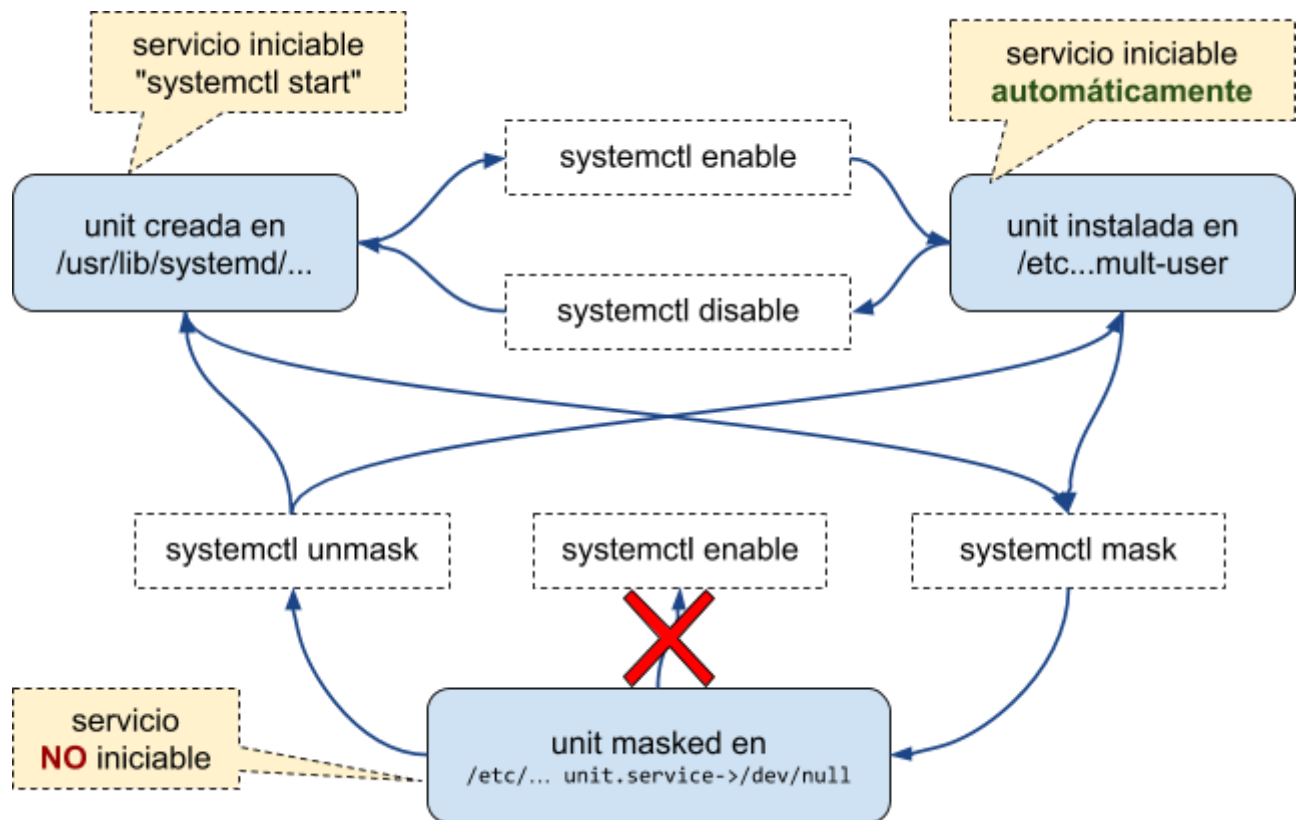 servicio iniciable
"systemctl start"
servicio iniciable
automáticamente
systemctl enable
unit creada en
/usr/lib/systemd/...
unit instalada en
/etc...mult-user
systemctl disable
systemctl unmask
systemctl enable
systemctl mask
servicio
NO iniciable
unit masked en
/etc/... unit.service->/dev/null